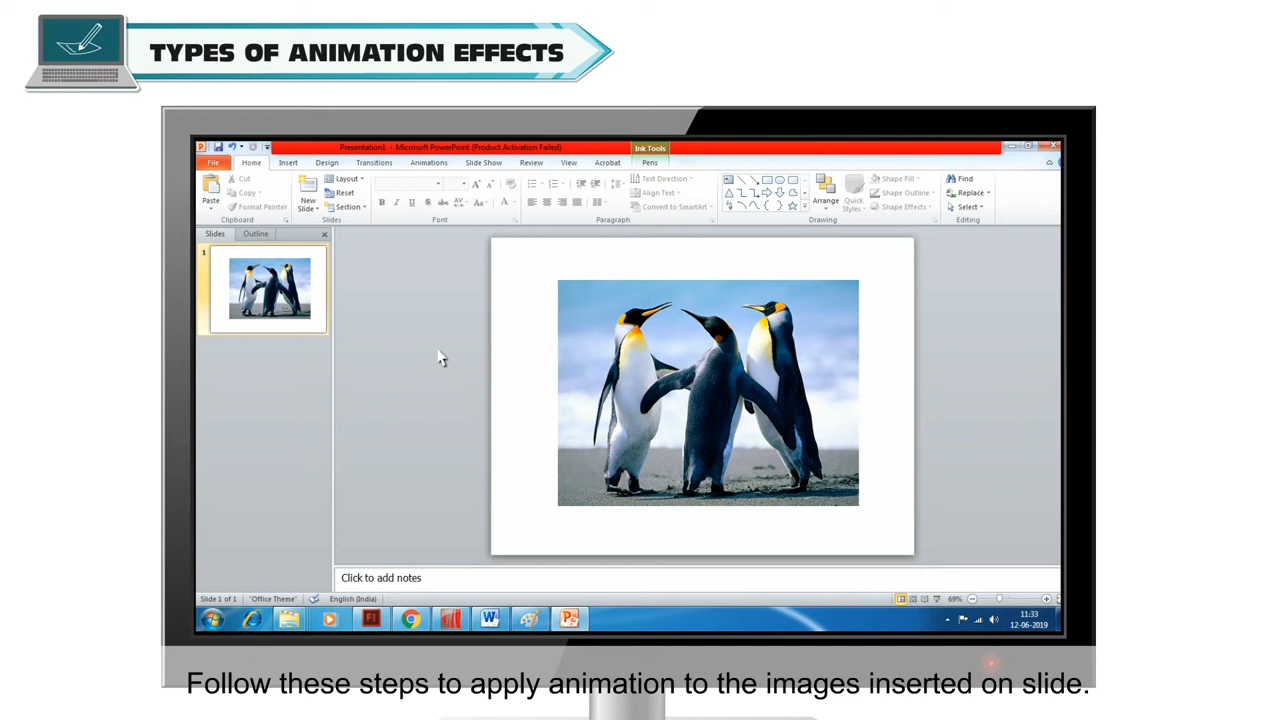 TYPES OF ANIMATION EFFECTS
Presentation1 - Microsoft PowerPoint (Product Activation Failed)
Ink Tools
File Home Insert Design Transitions Animations Slide Show Review View Acrobat Pens
Cut
Copy
Format Painter
Paste
Clipboard
New Slide
Layout
Reset
Section
Slides
B I U S abc AV Aa A
Font
Text Direction
Align Text
Convert to SmartArt
Paragraph
Arrange
Quick Styles
Shape Fill
Shape Outline
Shape Effects
Drawing
Find
Replace
Select
Editing
Slides Outline
1
Click to add notes
Slide 1 of 1 "Office Theme" English (India) 69%
11:33
12-06-2019
Follow these steps to apply animation to the images inserted on slide.